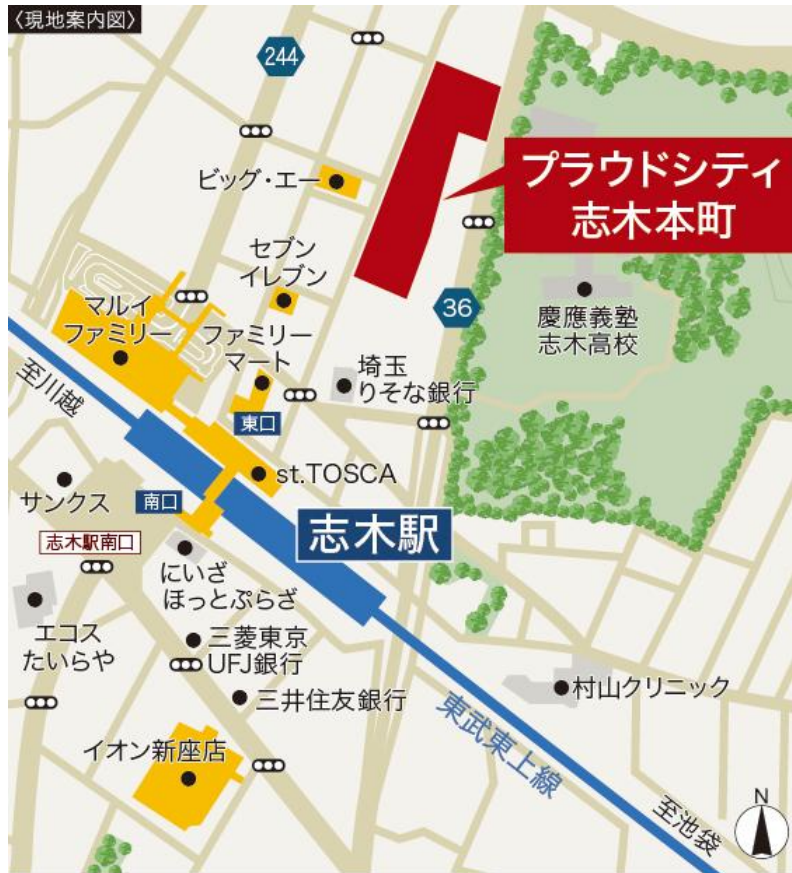 〈現地案内図〉
244
ビッグ・エー
プラウドシティ
志木本町
セブン
イレブン
36
マルイ
ファミリー
ファミリー
マート
慶應義塾
志木高校
埼玉
りそな銀行
至川越
東口
st.TOSCA
サンクス
南口
志木駅
志木駅南口
にいざ
ほっとぷらざ
エコス
たいらや
三菱東京
UFJ銀行
三井住友銀行
村山クリニック
東武東上線
イオン新座店
至池袋
N